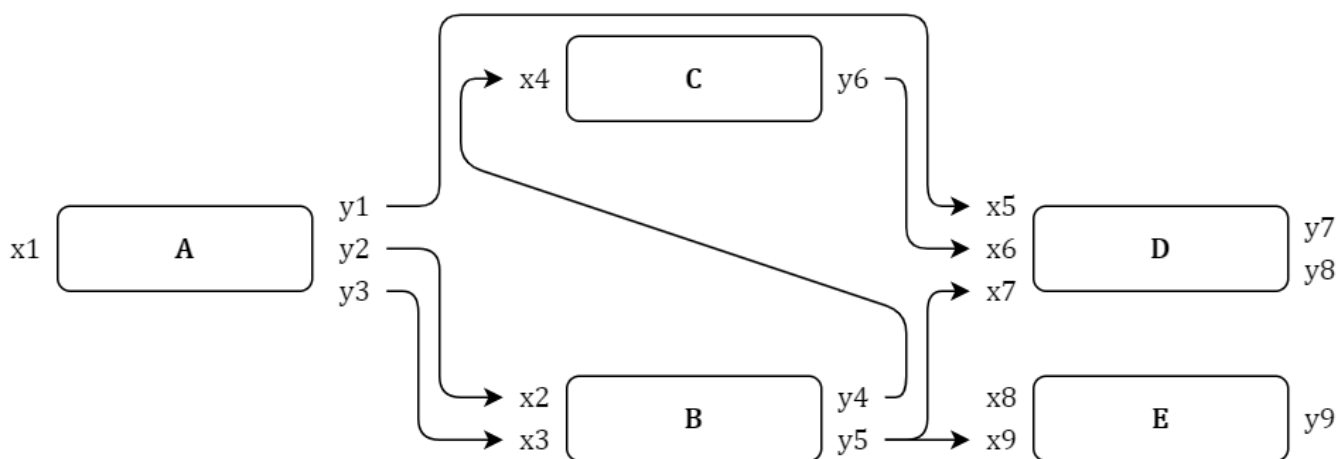 x4 C y6
y1 x5
x1 A y2 x6 D y7
y3 x7 y8
x2 B y4 x8 E
x3 y5 x9 y9